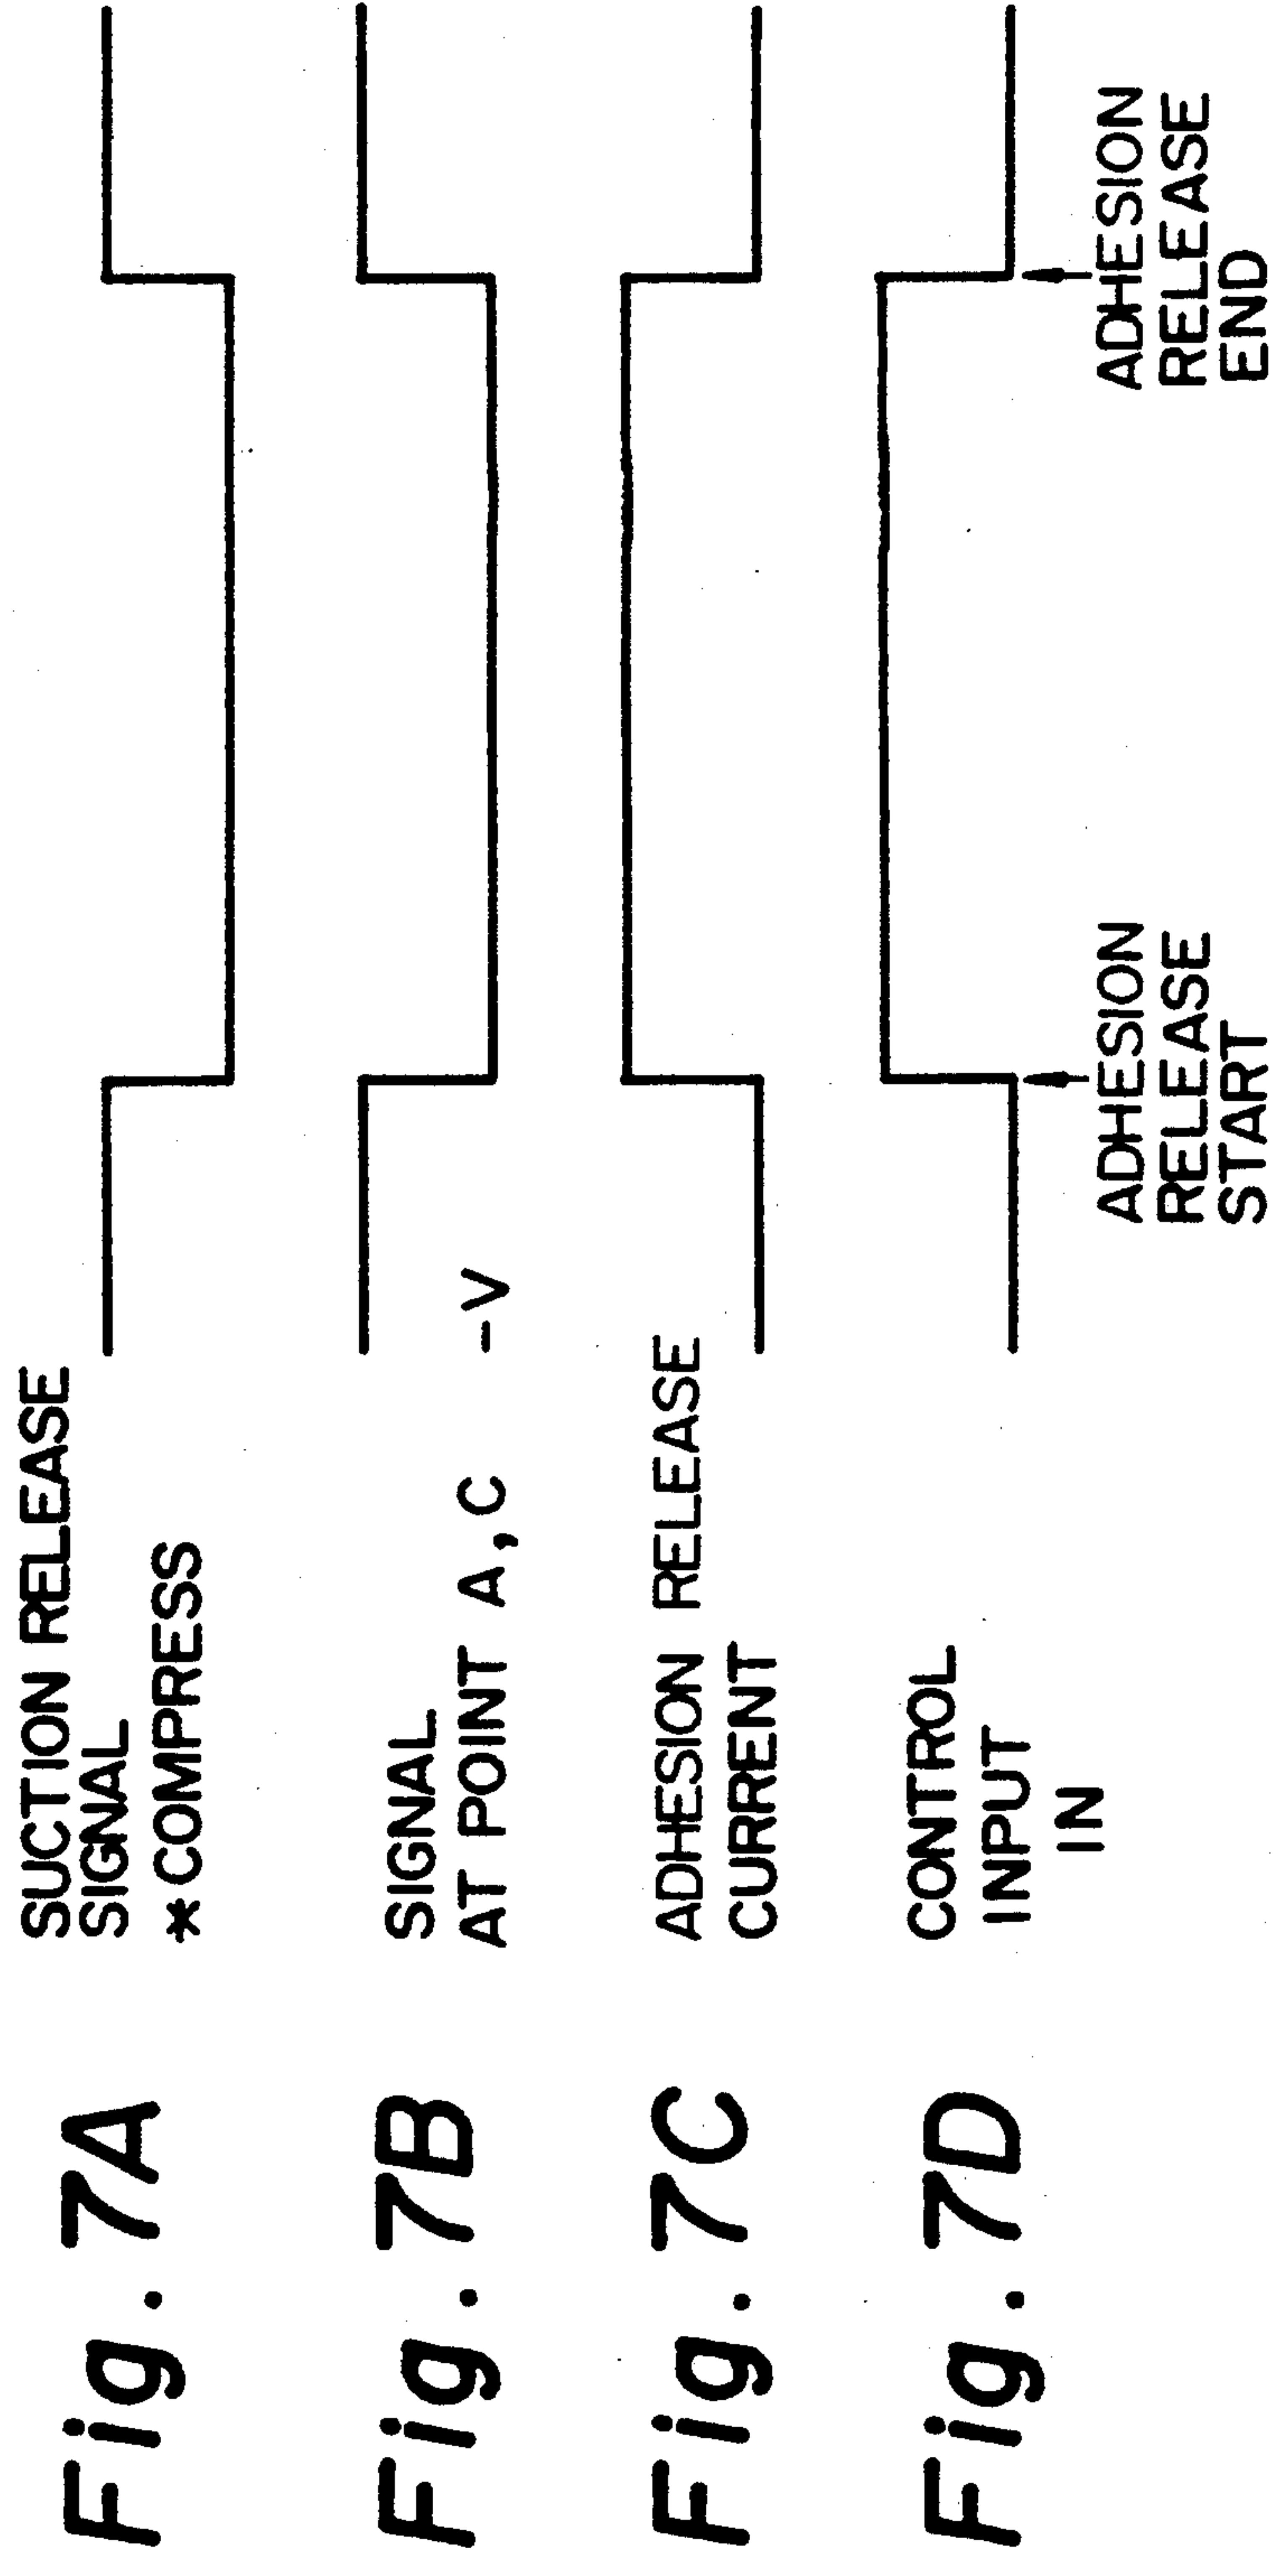 Fig. 7A
SUCTION RELEASE
SIGNAL
*COMPRESS
Fig. 7B
SIGNAL
AT POINT A, C -V
Fig. 7C
ADHESION RELEASE
CURRENT
Fig. 7D
CONTROL
INPUT
IN
ADHESION
RELEASE
START
ADHESION
RELEASE
END